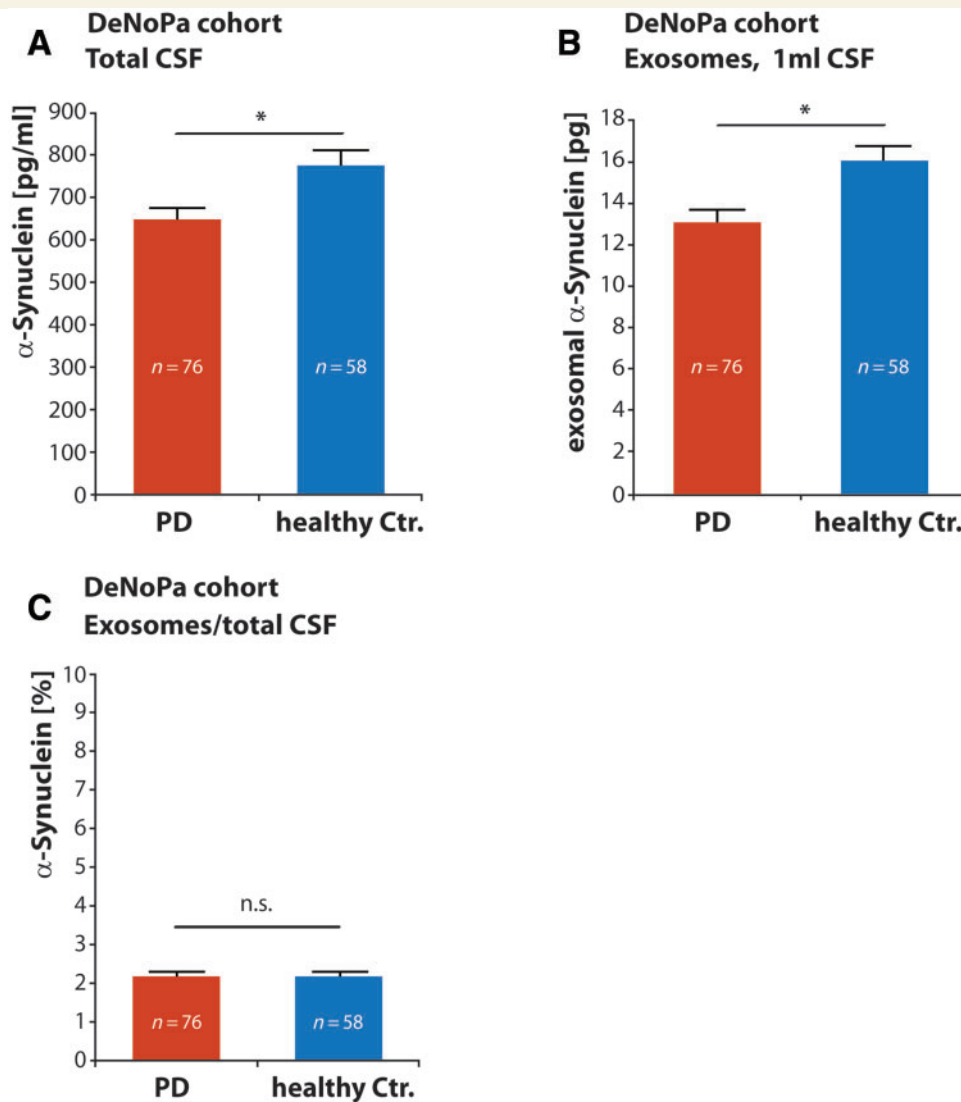 A
DeNoPa cohort
Total CSF
α-Synuclein [pg/ml]
900
800
700
600
500
400
300
200
100
0
*
n = 76
n = 58
PD
healthy Ctr.
B
DeNoPa cohort
Exosomes, 1ml CSF
exosomal α-Synuclein [pg]
18
16
14
12
10
8
6
4
2
0
*
n = 76
n = 58
PD
healthy Ctr.
C
DeNoPa cohort
Exosomes/total CSF
α-Synuclein [%]
10
9
8
7
6
5
4
3
2
1
0
n.s.
n = 76
n = 58
PD
healthy Ctr.